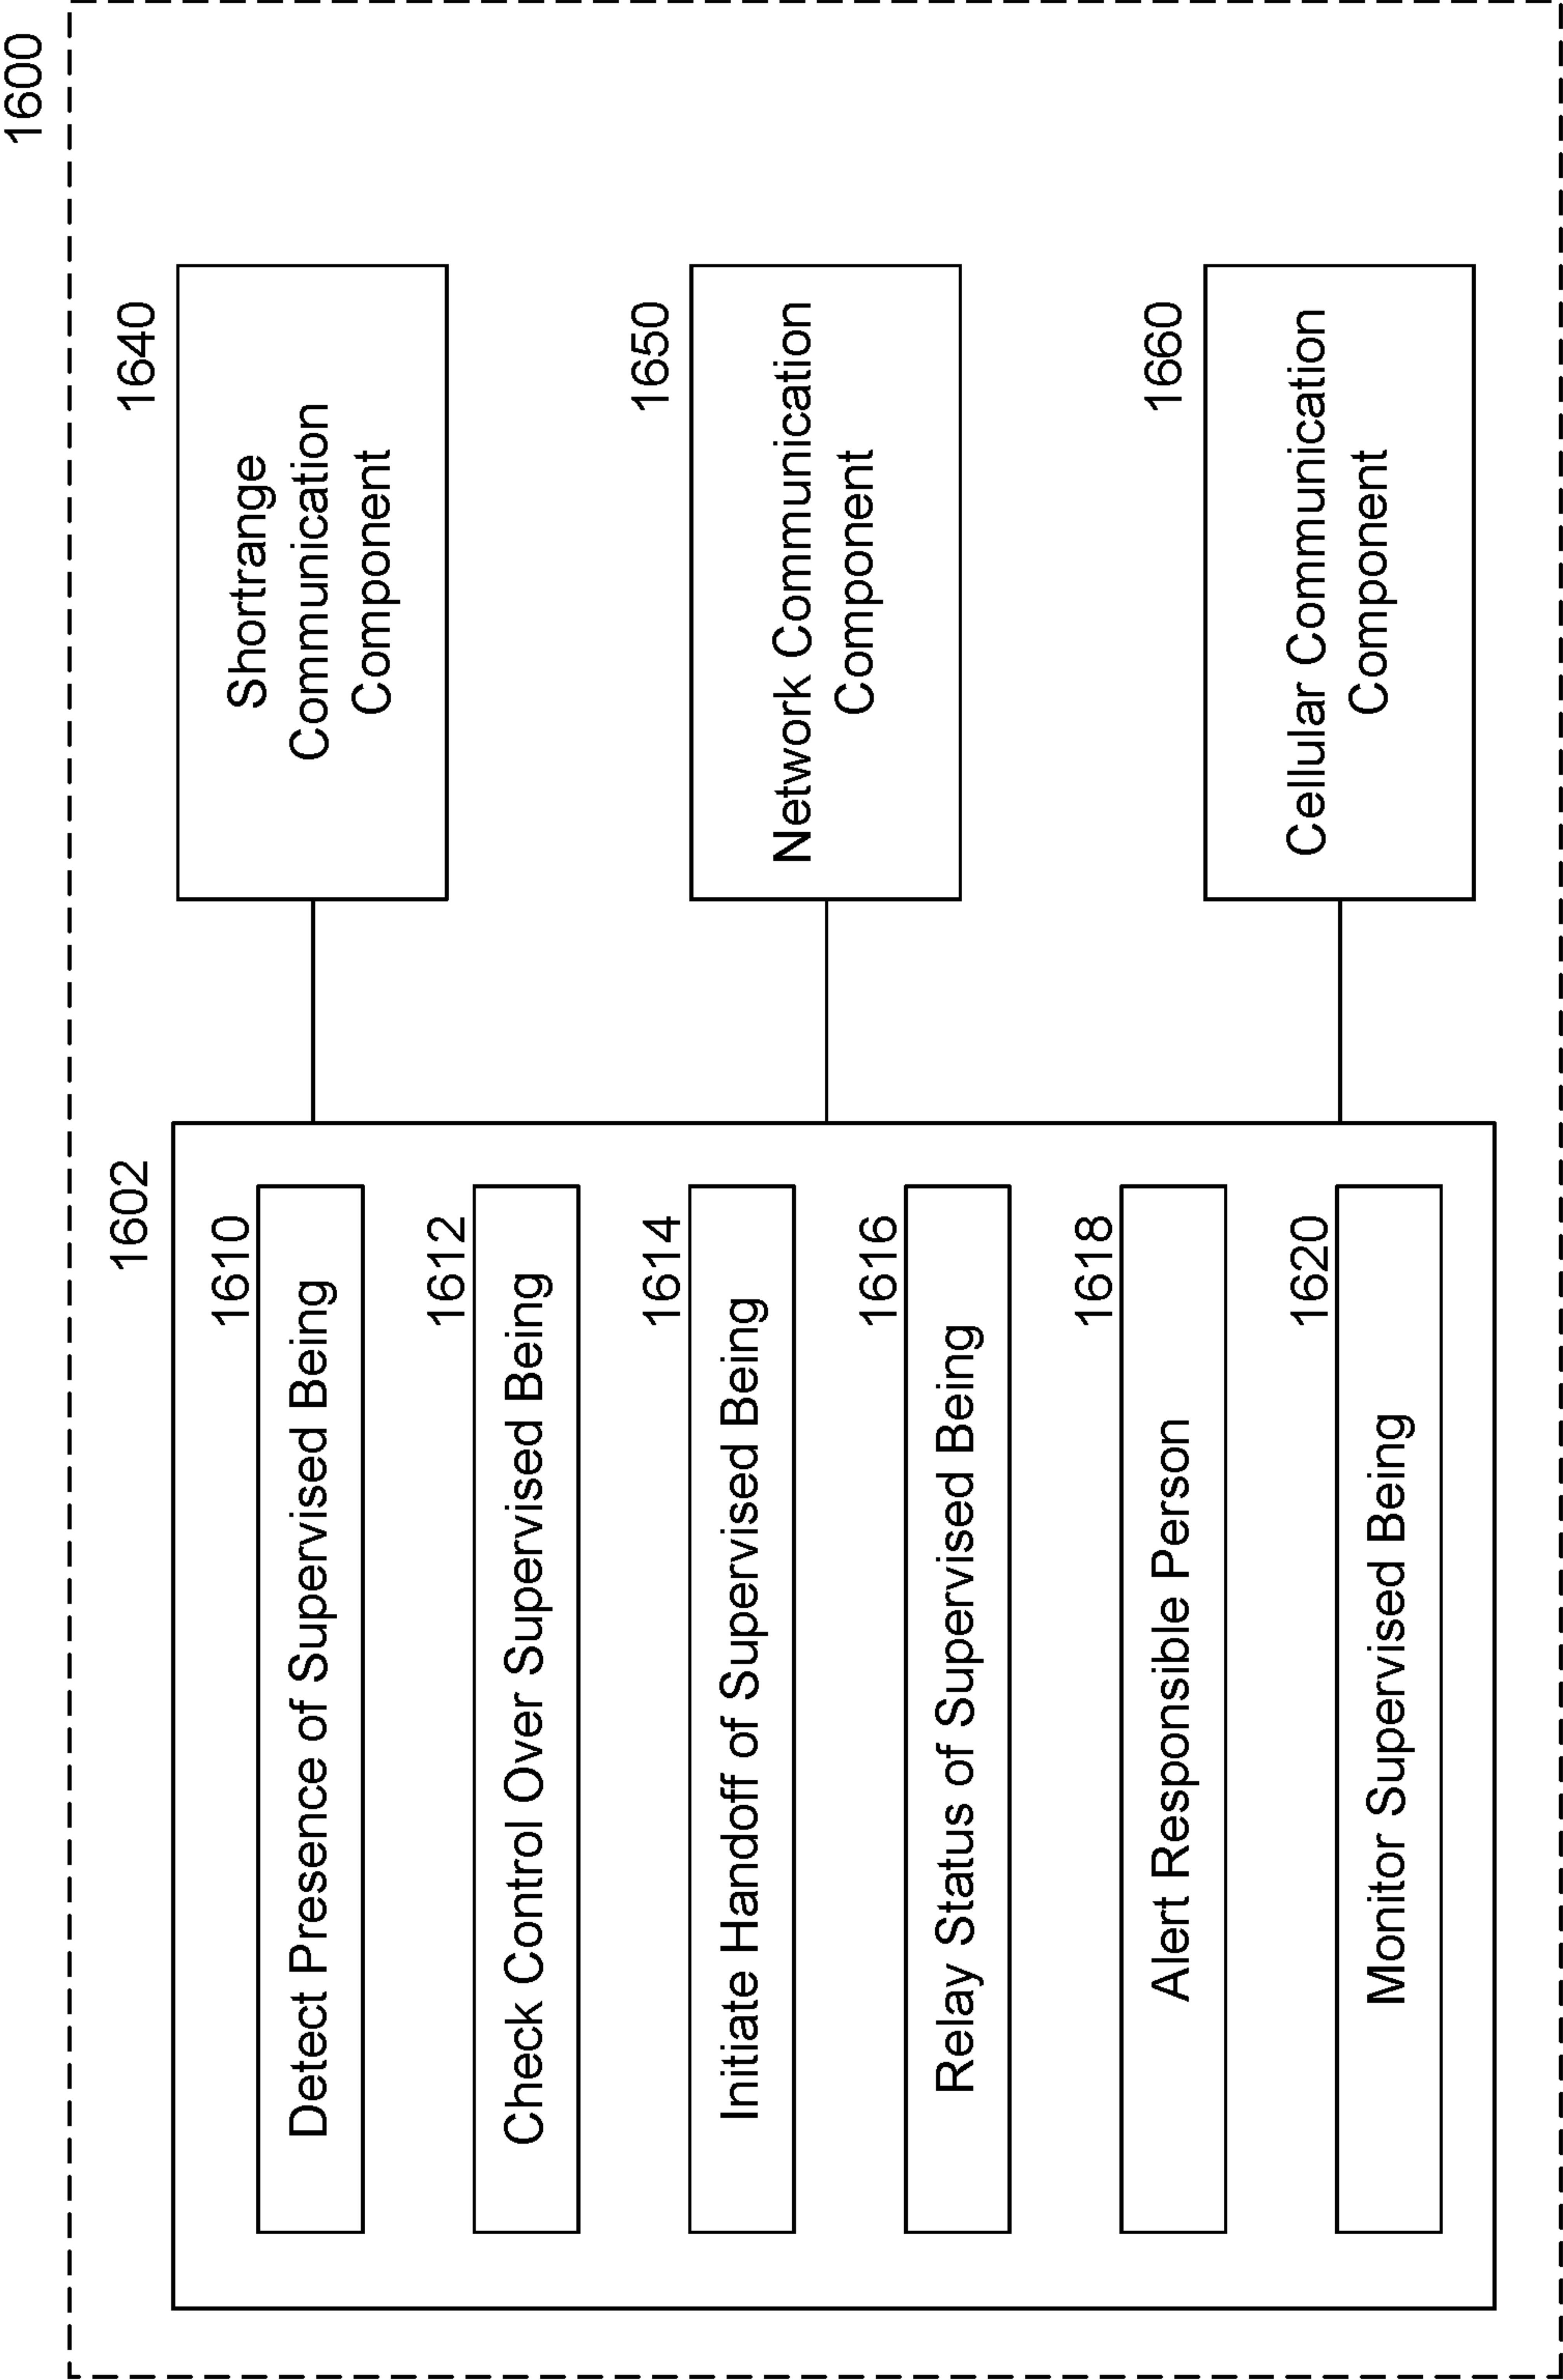 1600
1602
1610
Detect Presence of Supervised Being
1612
Check Control Over Supervised Being
1614
Initiate Handoff of Supervised Being
1616
Relay Status of Supervised Being
1618
Alert Responsible Person
1620
Monitor Supervised Being
1640
Shortrange
Communication
Component
1650
Network Communication
Component
1660
Cellular Communication
Component